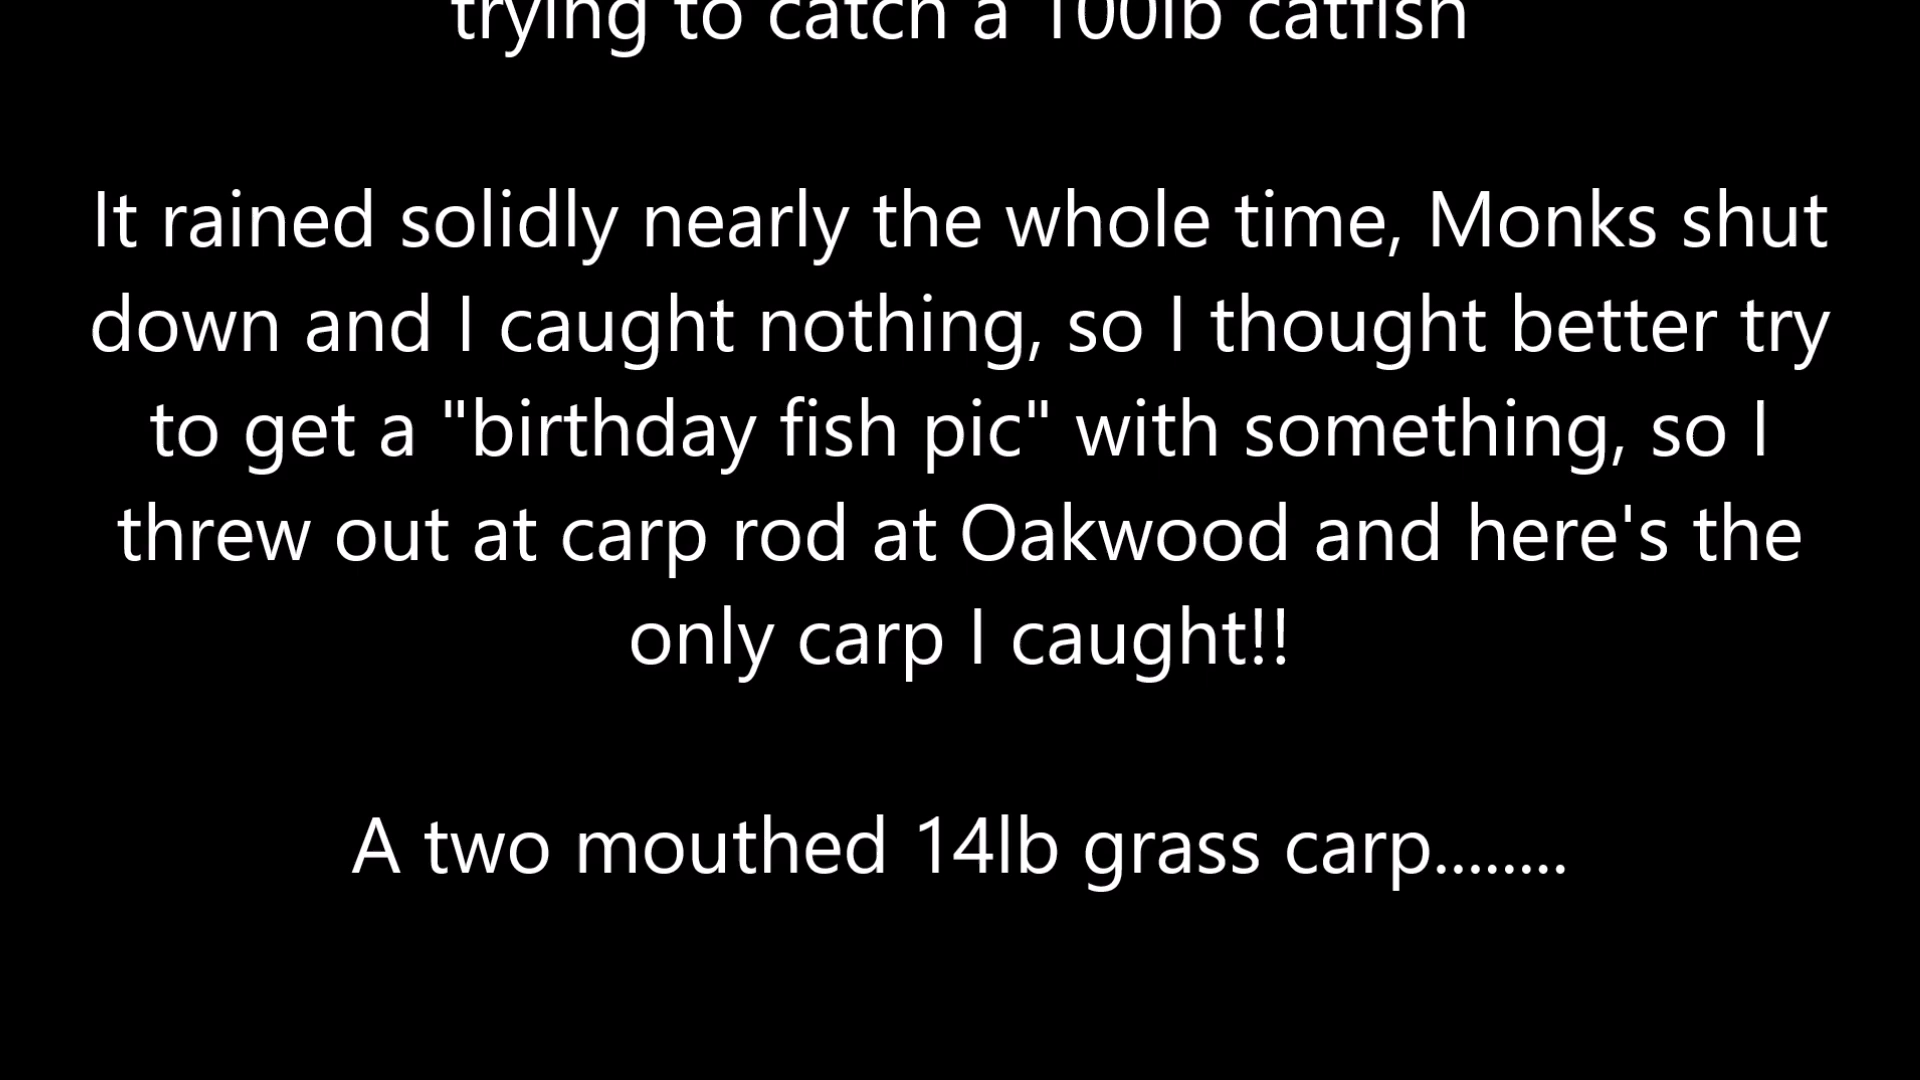 trying to catch a 100lb catfish
It rained solidly nearly the whole time, Monks shut
down and I caught nothing, so I thought better try
to get a "birthday fish pic" with something, so I
threw out at carp rod at Oakwood and here's the
only carp I caught!!
A two mouthed 14lb grass carp........